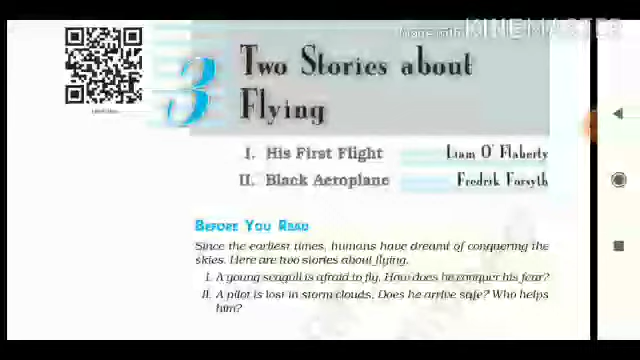 Made with KINEMASTER
3
Two Stories about
Flying
I. His First Flight Liam O' Flaherty
II. Black Aeroplane Fredrik Forsyth
BEFORE YOU READ
Since the earliest times, humans have dreamt of conquering the
skies. Here are two stories about flying.
I. A young seagull is afraid to fly. How does he conquer his fear?
II. A pilot is lost in storm clouds. Does he arrive safe? Who helps
him?